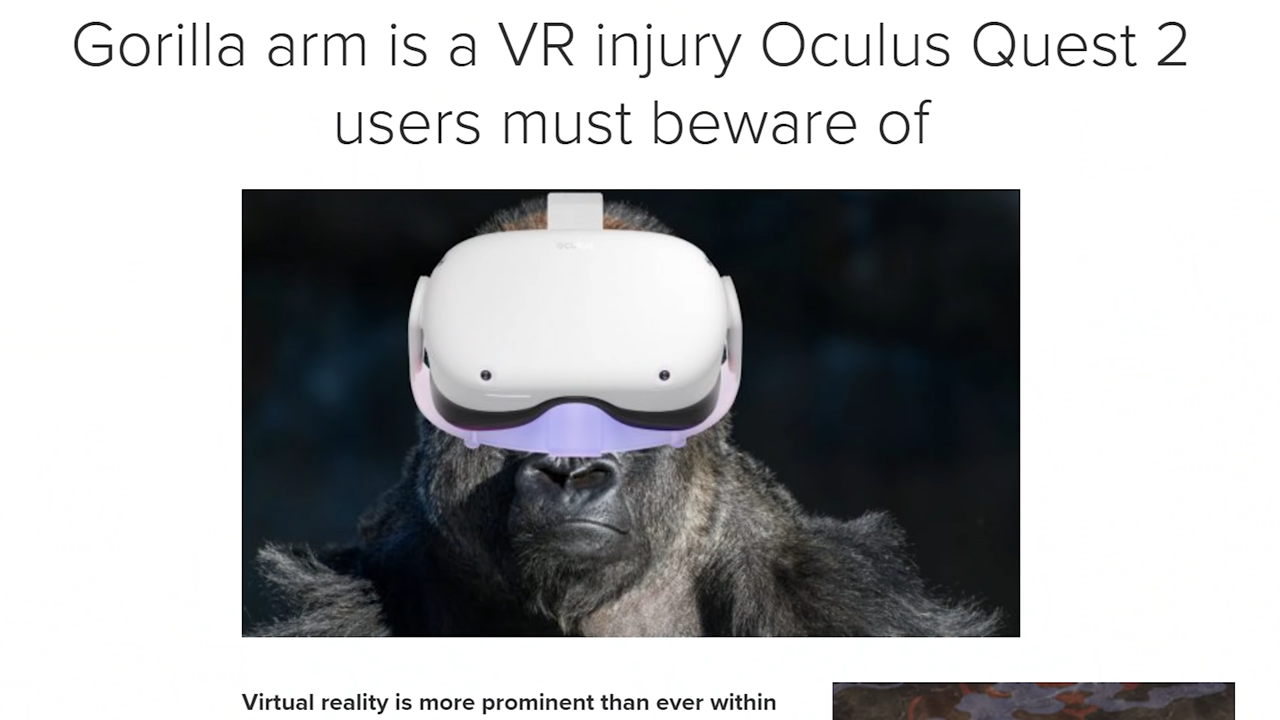 Gorilla arm is a VR injury Oculus Quest 2
users must beware of
Virtual reality is more prominent than ever within